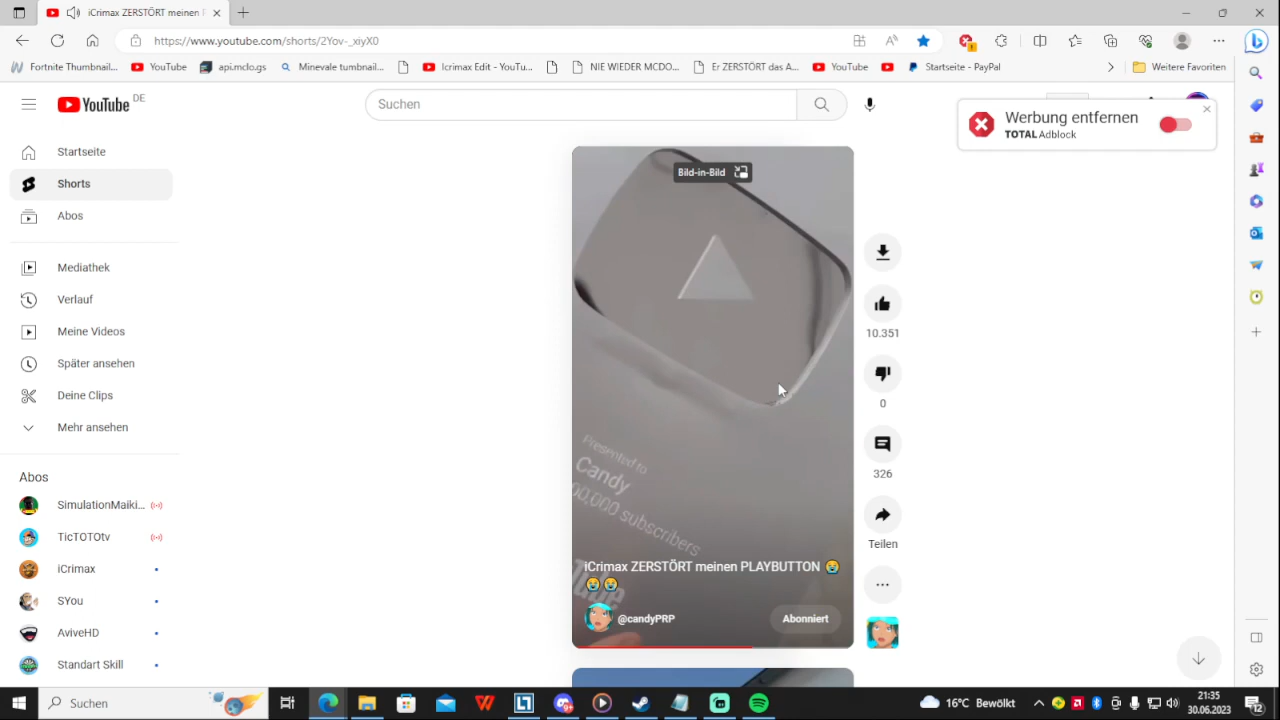 iCrimax ZERSTÖRT meinen
https://www.youtube.com/shorts/2Yov-_xiyX0
Fortnite Thumbnail...
YouTube
api.mclo.gs
Minevale tumbnail...
Icrimax Edit - YouTu...
NIE WIEDER MCDO...
Er ZERSTÖRT das A...
YouTube
Startseite - PayPal
Weitere Favoriten
YouTube DE
Suchen
Werbung entfernen
TOTAL Adblock
Startseite
Shorts
Abos
Mediathek
Verlauf
Meine Videos
Später ansehen
Deine Clips
Mehr ansehen
Abos
SimulationMaiki...
TicTOTOtv
iCrimax
SYou
AviveHD
Standart Skill
Bild-in-Bild
Presented to
Candy
00,000 subscribers
iCrimax ZERSTÖRT meinen PLAYBUTTON 😭
😭😭
@candyPRP
Abonniert
10.351
0
326
Teilen
Suchen
16°C Bewölkt
21:35
30.06.2023
12